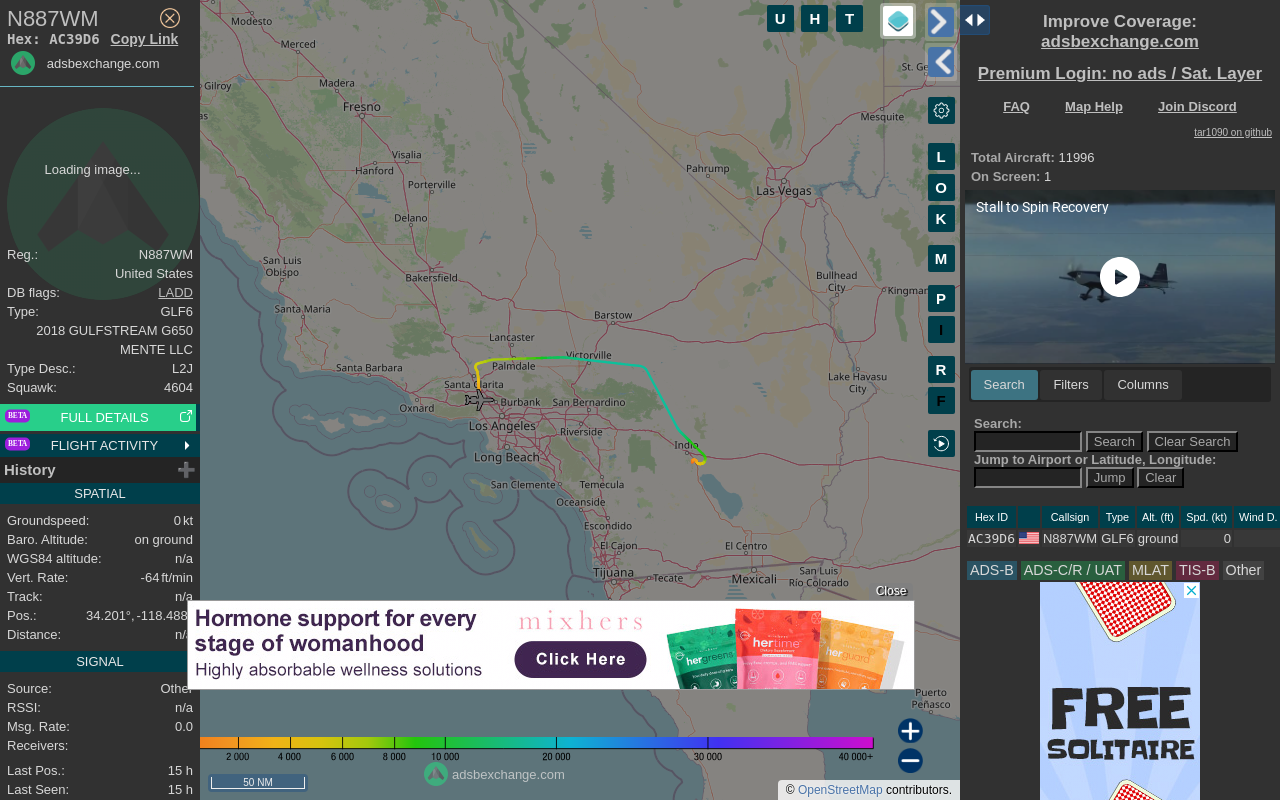 N887WM
Hex: AC39D6 Copy Link
adsbexchange.com
Loading image...
Reg.: N887WM
United States
DB flags: LADD
Type: GLF6
2018 GULFSTREAM G650
MENTE LLC
Type Desc.: L2J
Squawk: 4604
BETA FULL DETAILS
BETA FLIGHT ACTIVITY
History
SPATIAL
Groundspeed: 0 kt
Baro. Altitude: on ground
WGS84 altitude: n/a
Vert. Rate: -64 ft/min
Track: n/a
Pos.: 34.201°, -118.488
Distance: n/a
SIGNAL
Source: Other
RSSI: n/a
Msg. Rate: 0.0
Receivers:
Last Pos.: 15 h
Last Seen: 15 h
U H T
L
O
K
M
P
I
R
F
Modesto
Merced
Gilroy
Madera
Fresno
as
Visalia
Hanford
Porterville
Delano
San Luis
Obispo
Bakersfield
Santa Maria
Lancaster
Palmdale
Victorville
Barstow
Santa Barbara
Santa Clarita
Oxnard
Burbank
San Bernardino
Los Angeles
Riverside
Long Beach
Indio
San Clemente
Temecula
Oceanside
Escondido
El Cajon
El Centro
Tijuana
Tecate
Mexicali
San Luis
Río Colorado
St. Ge
Mesquite
Pahrump
Las Vegas
Bullhead
City
Kingman
Lake Havasu
City
Puerto
Peñasco
Close
Hormone support for every
stage of womanhood
Highly absorbable wellness solutions
mixhers
Click Here
hergreens
hertime
herguard
2 000 4 000 6 000 8 000 10 000 20 000 30 000 40 000+
adsbexchange.com
50 NM
© OpenStreetMap contributors.
Improve Coverage:
adsbexchange.com
Premium Login: no ads / Sat. Layer
FAQ Map Help Join Discord
tar1090 on github
Total Aircraft: 11996
On Screen: 1
Stall to Spin Recovery
Search Filters Columns
Search:
Search Clear Search
Jump to Airport or Latitude, Longitude:
Jump Clear
Hex ID Callsign Type Alt. (ft) Spd. (kt) Wind D.
AC39D6 N887WM GLF6 ground 0
ADS-B ADS-C/R / UAT MLAT TIS-B Other
FREE
SOLITAIRE